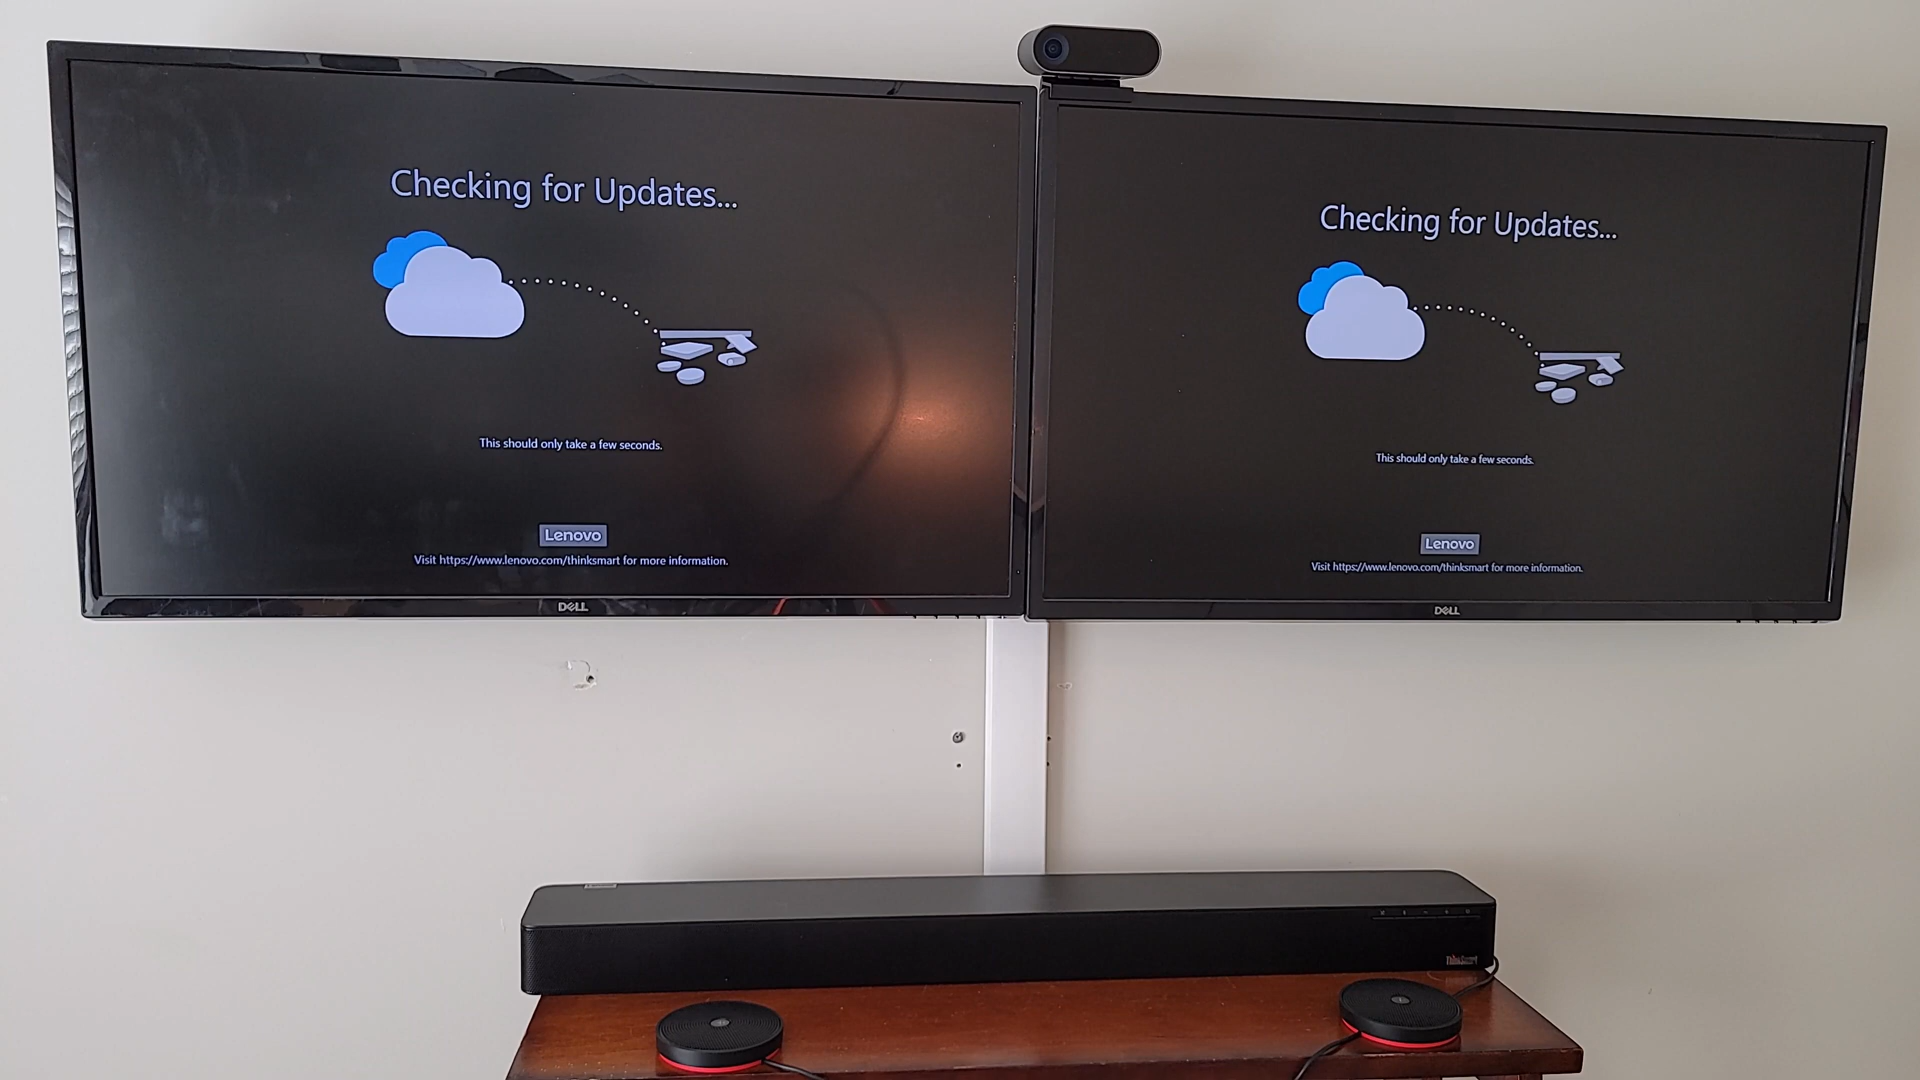 Checking for Updates...
This should only take a few seconds.
Lenovo
Visit https://www.lenovo.com/thinksmart for more information.
DELL
Checking for Updates...
This should only take a few seconds.
Lenovo
Visit https://www.lenovo.com/thinksmart for more information.
DELL
ThinkSmart